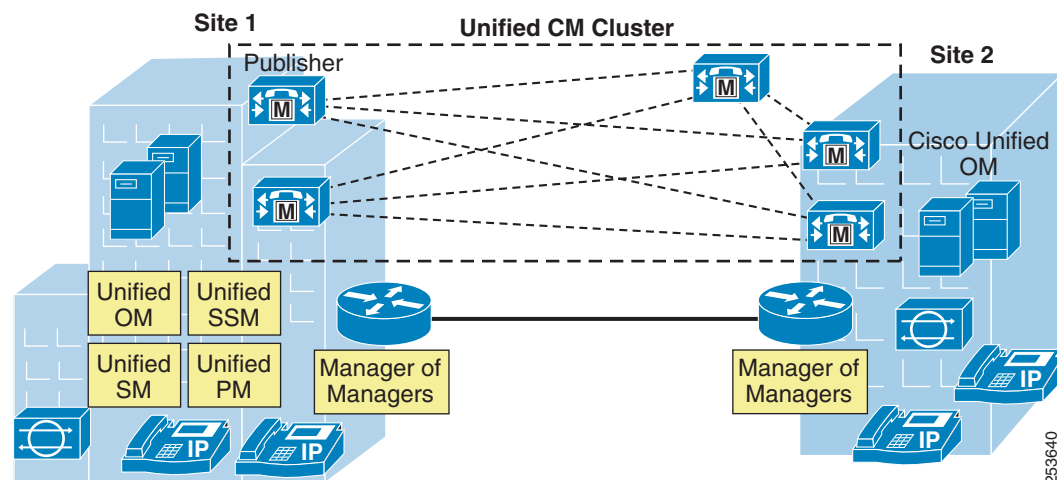 Site 1
Unified CM Cluster
Site 2
Publisher
M
M
M
M
M
Cisco Unified
OM
Unified
OM
Unified
SSM
Unified
SM
Unified
PM
Manager of
Managers
Manager of
Managers
IP
IP
IP
IP
253640